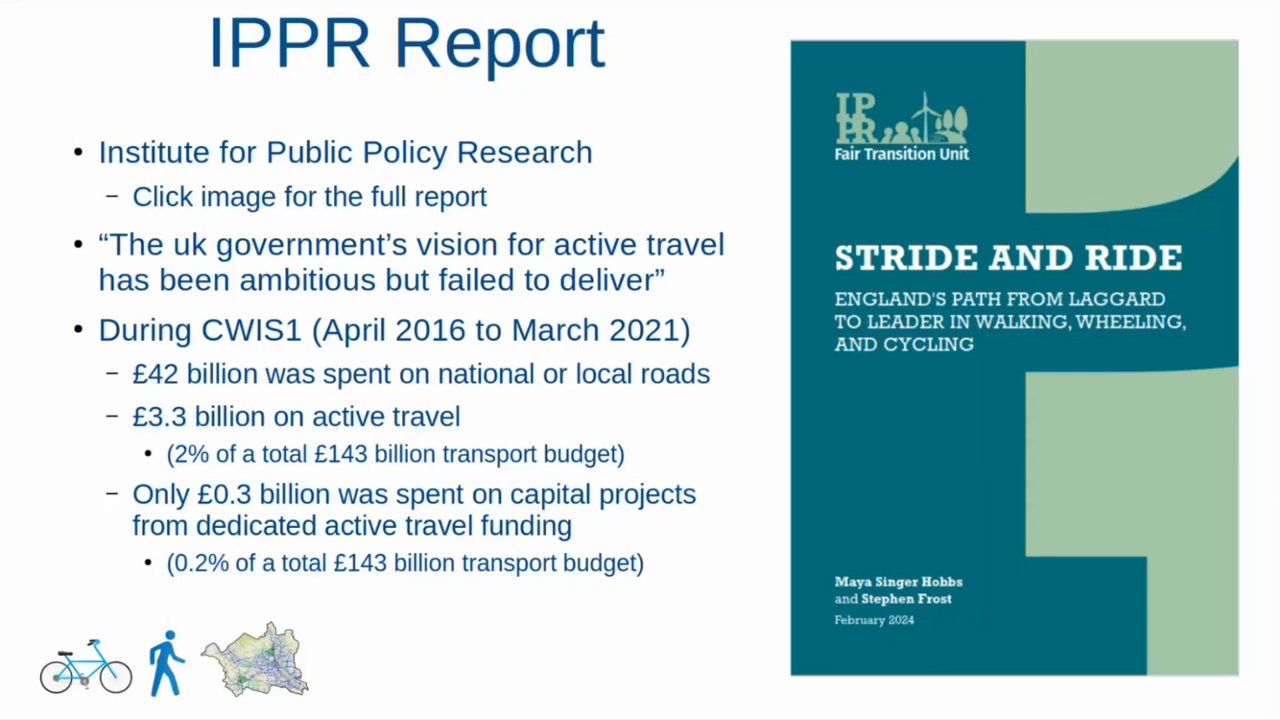 IPPR Report
• Institute for Public Policy Research
– Click image for the full report
• “The uk government’s vision for active travel
has been ambitious but failed to deliver”
• During CWIS1 (April 2016 to March 2021)
– £42 billion was spent on national or local roads
– £3.3 billion on active travel
• (2% of a total £143 billion transport budget)
– Only £0.3 billion was spent on capital projects
from dedicated active travel funding
• (0.2% of a total £143 billion transport budget)
IP
PR
Fair Transition Unit
STRIDE AND RIDE
ENGLAND'S PATH FROM LAGGARD
TO LEADER IN WALKING, WHEELING,
AND CYCLING
Maya Singer Hobbs
and Stephen Frost
February 2024